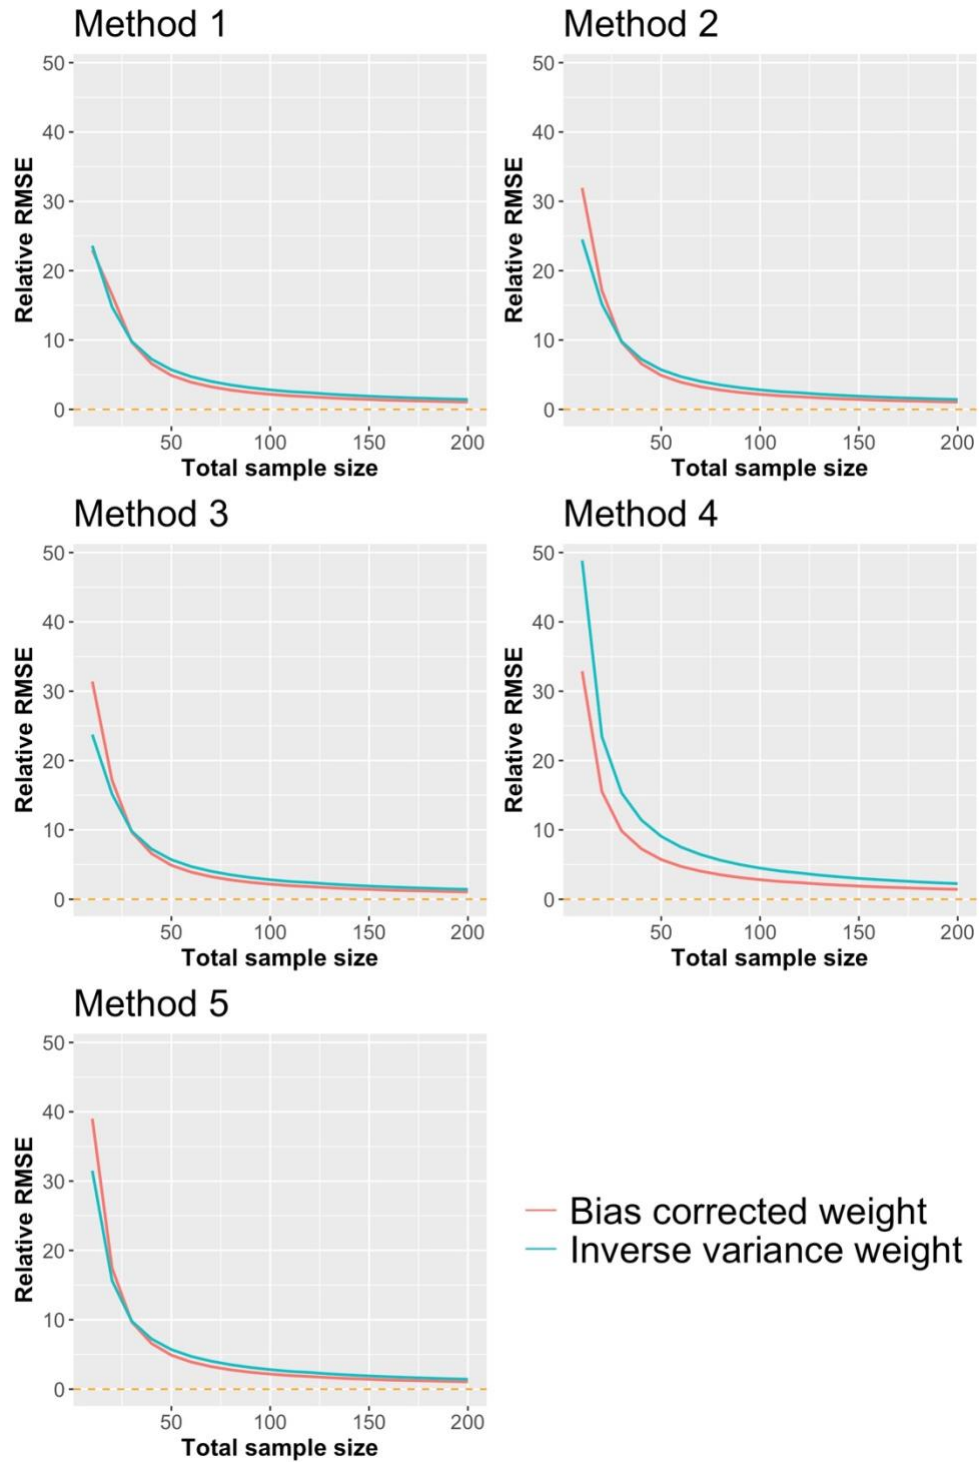 Method 1
Method 2
50
40
30
20
10
0
Relative RMSE
50
100
150
200
Total sample size
50
40
30
20
10
0
Relative RMSE
50
100
150
200
Total sample size
Method 3
Method 4
50
40
30
20
10
0
Relative RMSE
50
100
150
200
Total sample size
50
40
30
20
10
0
Relative RMSE
50
100
150
200
Total sample size
Method 5
50
40
30
20
10
0
Relative RMSE
50
100
150
200
Total sample size
Bias corrected weight
Inverse variance weight